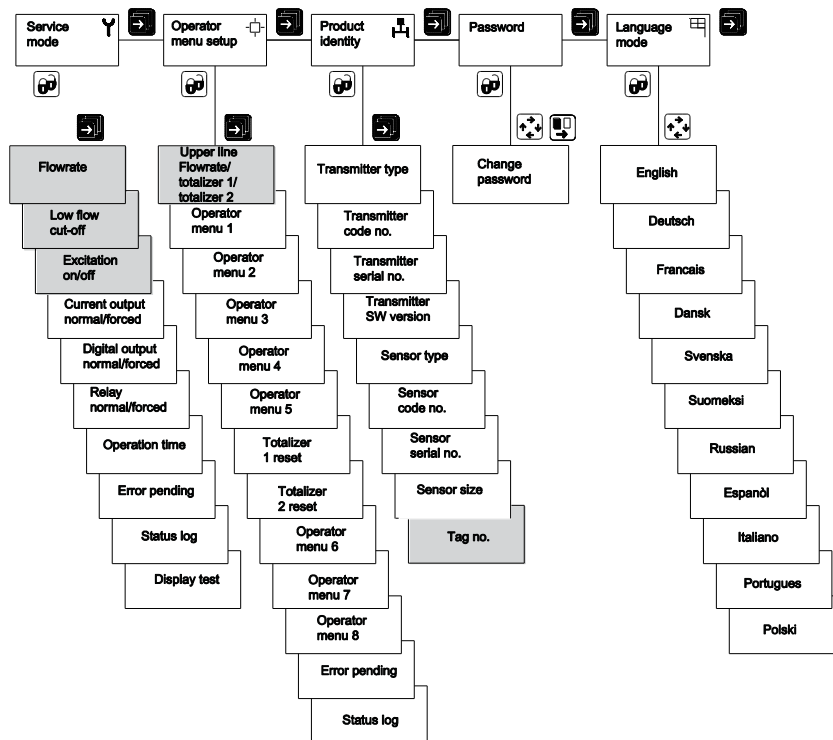 Service
mode
Operator
menu setup
Product
identity
Password
Language
mode
Flowrate
Low flow
cut-off
Excitation
on/off
Current output
normal/forced
Digital output
normal/forced
Relay
normal/forced
Operation time
Error pending
Status log
Display test
Upper line
Flowrate/
totalizer 1/
totalizer 2
Operator
menu 1
Operator
menu 2
Operator
menu 3
Operator
menu 4
Operator
menu 5
Totalizer
1 reset
Totalizer
2 reset
Operator
menu 6
Operator
menu 7
Operator
menu 8
Error pending
Status log
Transmitter type
Transmitter
code no.
Transmitter
serial no.
Transmitter
SW version
Sensor type
Sensor
code no.
Sensor
serial no.
Sensor size
Tag no.
Change
password
English
Deutsch
Francais
Dansk
Svenska
Suomeksi
Russian
Espanòl
Italiano
Portugues
Polski